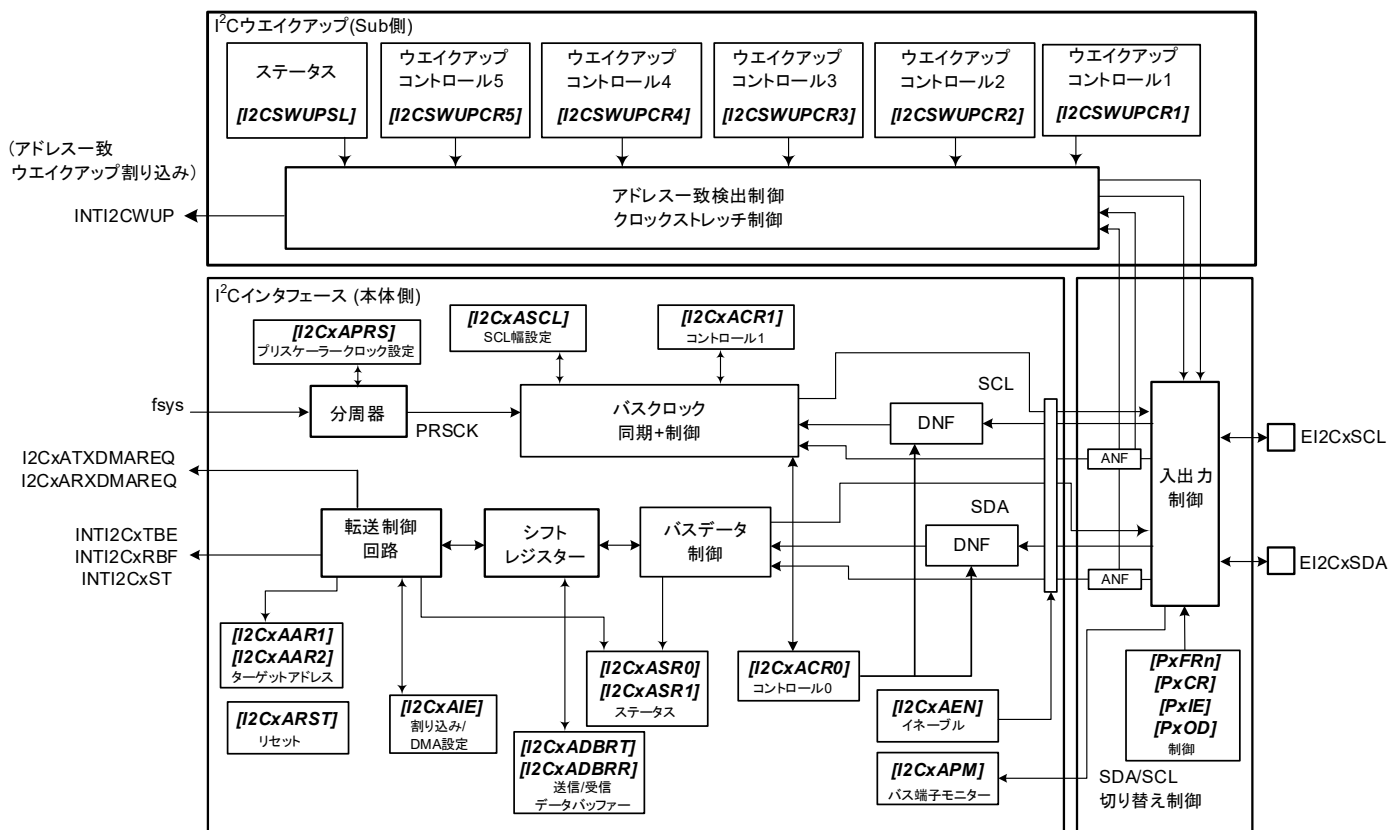 I²Cウエイクアップ(Sub側)
ステータス
[I2CSWUPSL]
ウエイクアップ
コントロール5
[I2CSWUPCR5]
ウエイクアップ
コントロール4
[I2CSWUPCR4]
ウエイクアップ
コントロール3
[I2CSWUPCR3]
ウエイクアップ
コントロール2
[I2CSWUPCR2]
ウエイクアップ
コントロール1
[I2CSWUPCR1]
(アドレス一致
ウエイクアップ割り込み)
INTI2CWUP
アドレス一致検出制御
クロックストレッチ制御
I²Cインタフェース (本体側)
[I2CxAPRS]
プリスケーラークロック設定
[I2CxASCL]
SCL幅設定
[I2CxACR1]
コントロール1
fsys
分周器
PRSCK
バスクロック
同期+制御
SCL
DNF
ANF
入出力
制御
EI2CxSCL
I2CxATXDMAREQ
I2CxARXDMAREQ
INTI2CxTBE
INTI2CxRBF
INTI2CxST
転送制御
回路
シフト
レジスター
バスデータ
制御
SDA
DNF
ANF
EI2CxSDA
[I2CxAAR1]
[I2CxAAR2]
ターゲットアドレス
[I2CxARST]
リセット
[I2CxAIE]
割り込み/
DMA設定
[I2CxADBRT]
[I2CxADBRR]
送信/受信
データバッファー
[I2CxASR0]
[I2CxASR1]
ステータス
[I2CxACR0]
コントロール0
[I2CxAEN]
イネーブル
[I2CxAPM]
バス端子モニター
[PxFRn]
[PxCR]
[PxIE]
[PxOD]
制御
SDA/SCL
切り替え制御